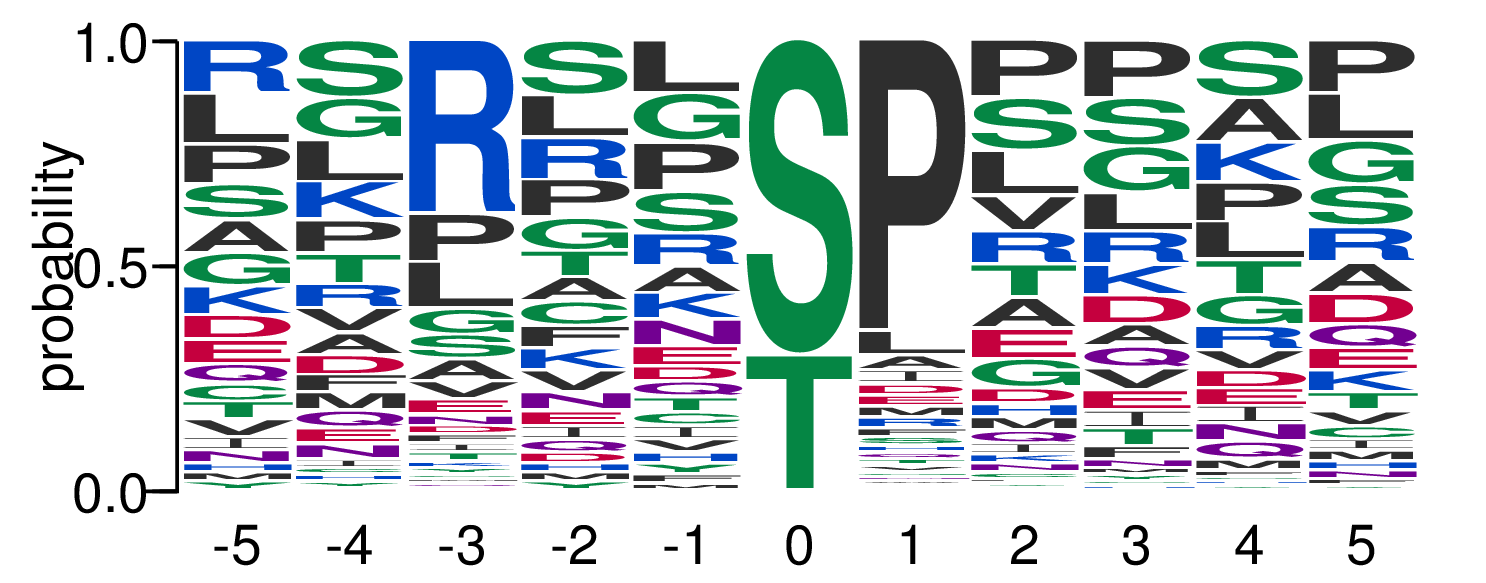 1.0 R S R S L S P P P S P
L G P L G T L S S A L
P L L R P A L G K G
S K G P S I V L P S
A P S G R D R R L R
G T A T A E T K T A
K R V A K M A D G D
D V E C N E A R Q
E A N F E G Q V E
Q D D K D D V D K
C F F V Q H E E T
T M I N T M I I V
V Q T E C Q T N C
probability
0.5
0.0
-5 -4 -3 -2 -1 0 1 2 3 4 5